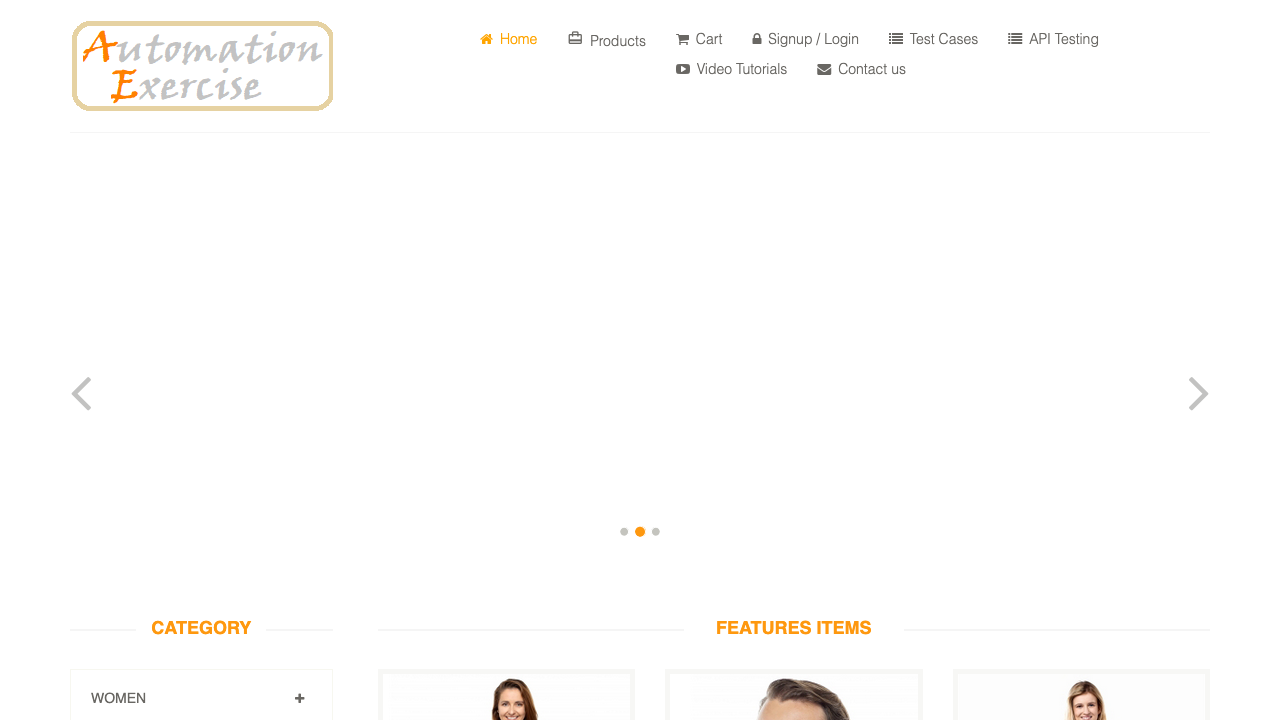 Automation
Exercise
Home
Products
Cart
Signup / Login
Test Cases
API Testing
Video Tutorials
Contact us
CATEGORY
FEATURES ITEMS
WOMEN